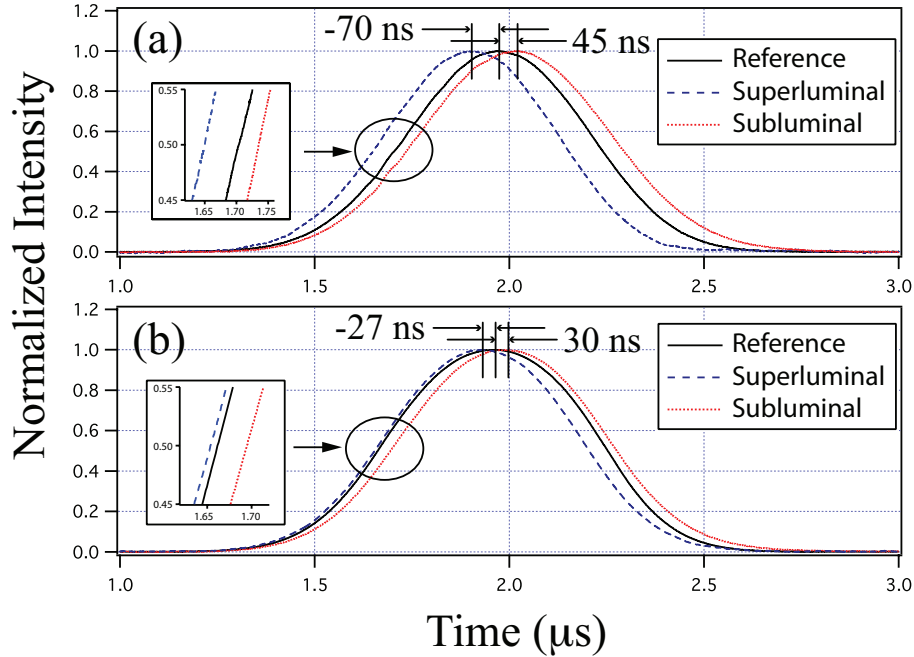 Normalized Intensity
(a)
-70 ns
45 ns
Reference
Superluminal
Subluminal
1.2
1.0
0.8
0.6
0.4
0.2
0.0
0.55
0.50
0.45
1.65 1.70 1.75
1.0 1.5 2.0 2.5 3.0
(b)
-27 ns
30 ns
Reference
Superluminal
Subluminal
1.2
1.0
0.8
0.6
0.4
0.2
0.0
0.55
0.50
0.45
1.65 1.70
1.0 1.5 2.0 2.5 3.0
Time (μs)